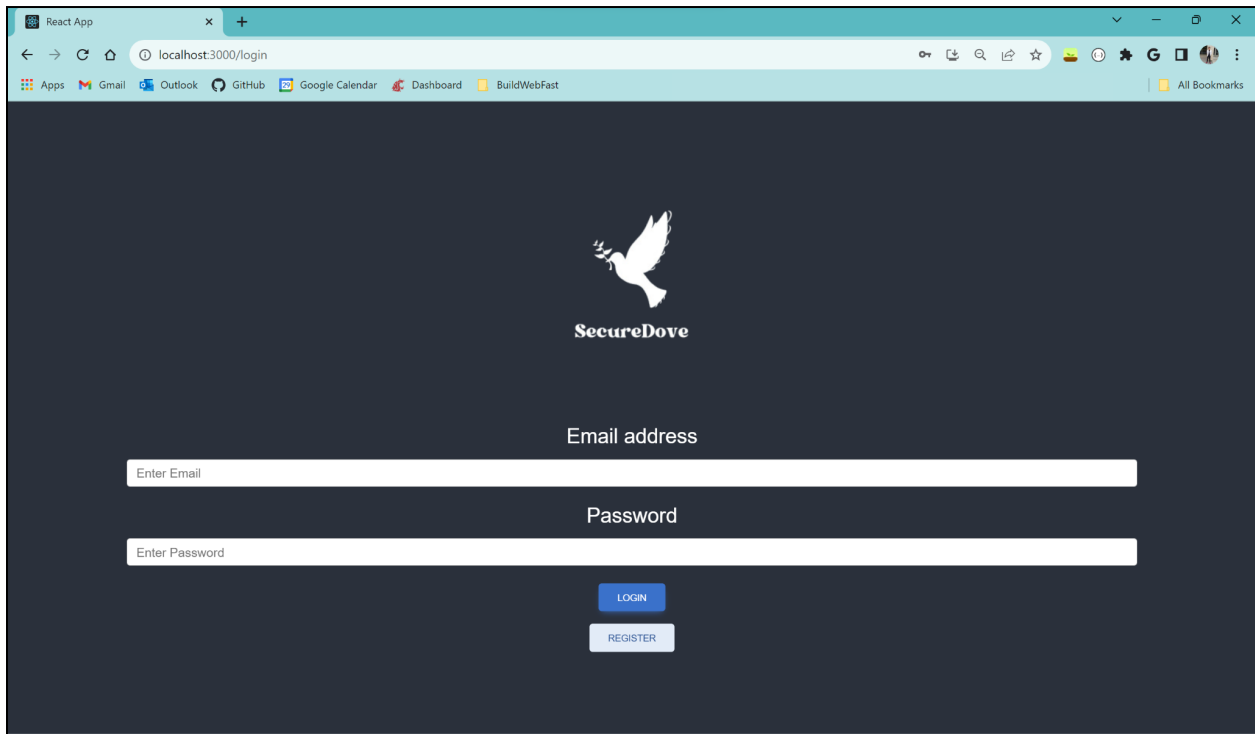 React App
localhost:3000/login
G
Apps Gmail Outlook GitHub 29 Google Calendar Dashboard BuildWebFast All Bookmarks
SecureDove
Email address
Enter Email
Password
Enter Password
LOGIN
REGISTER